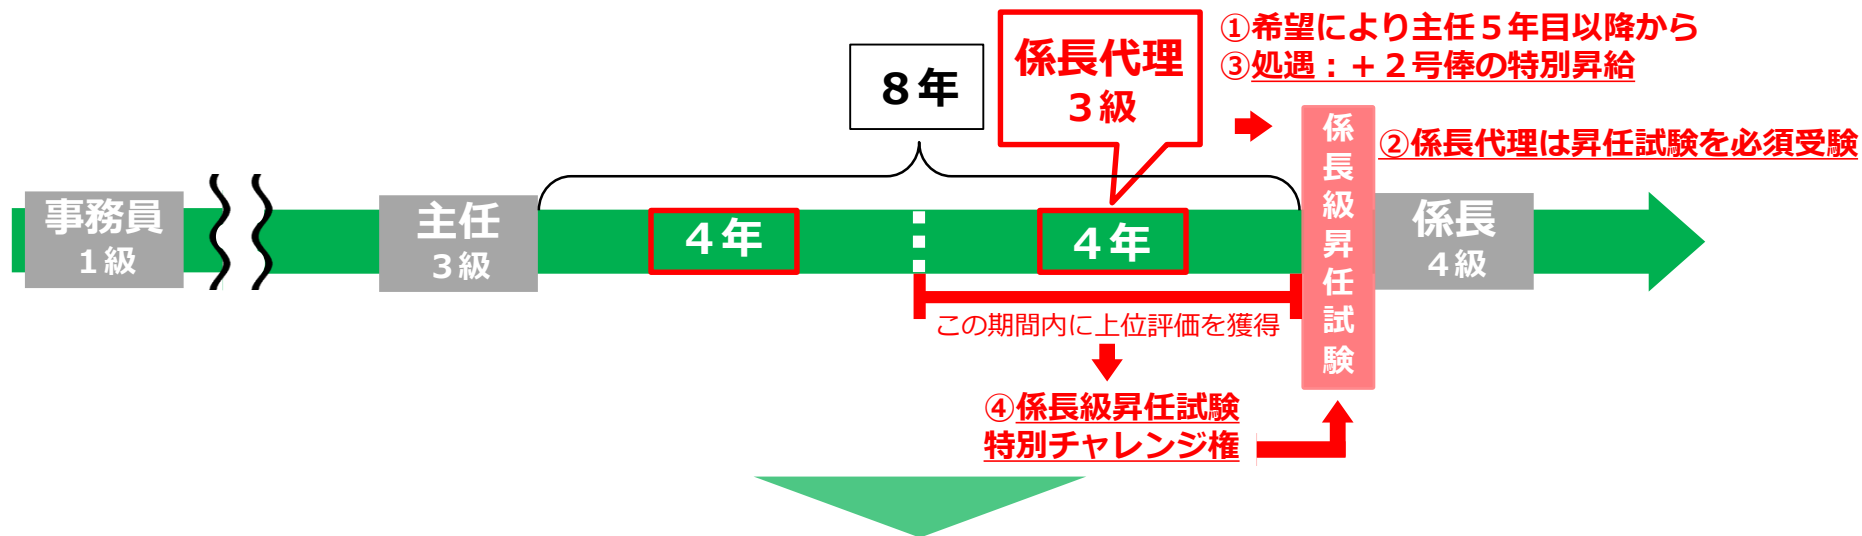 ①希望により主任５年目以降から
③処遇：＋２号俸の特別昇給
係長代理
３級
８年
②係長代理は昇任試験を必須受験
係長級昇任試験
事務員
１級
主任
３級
４年
４年
係長
４級
この期間内に上位評価を獲得
④係長級昇任試験
特別チャレンジ権